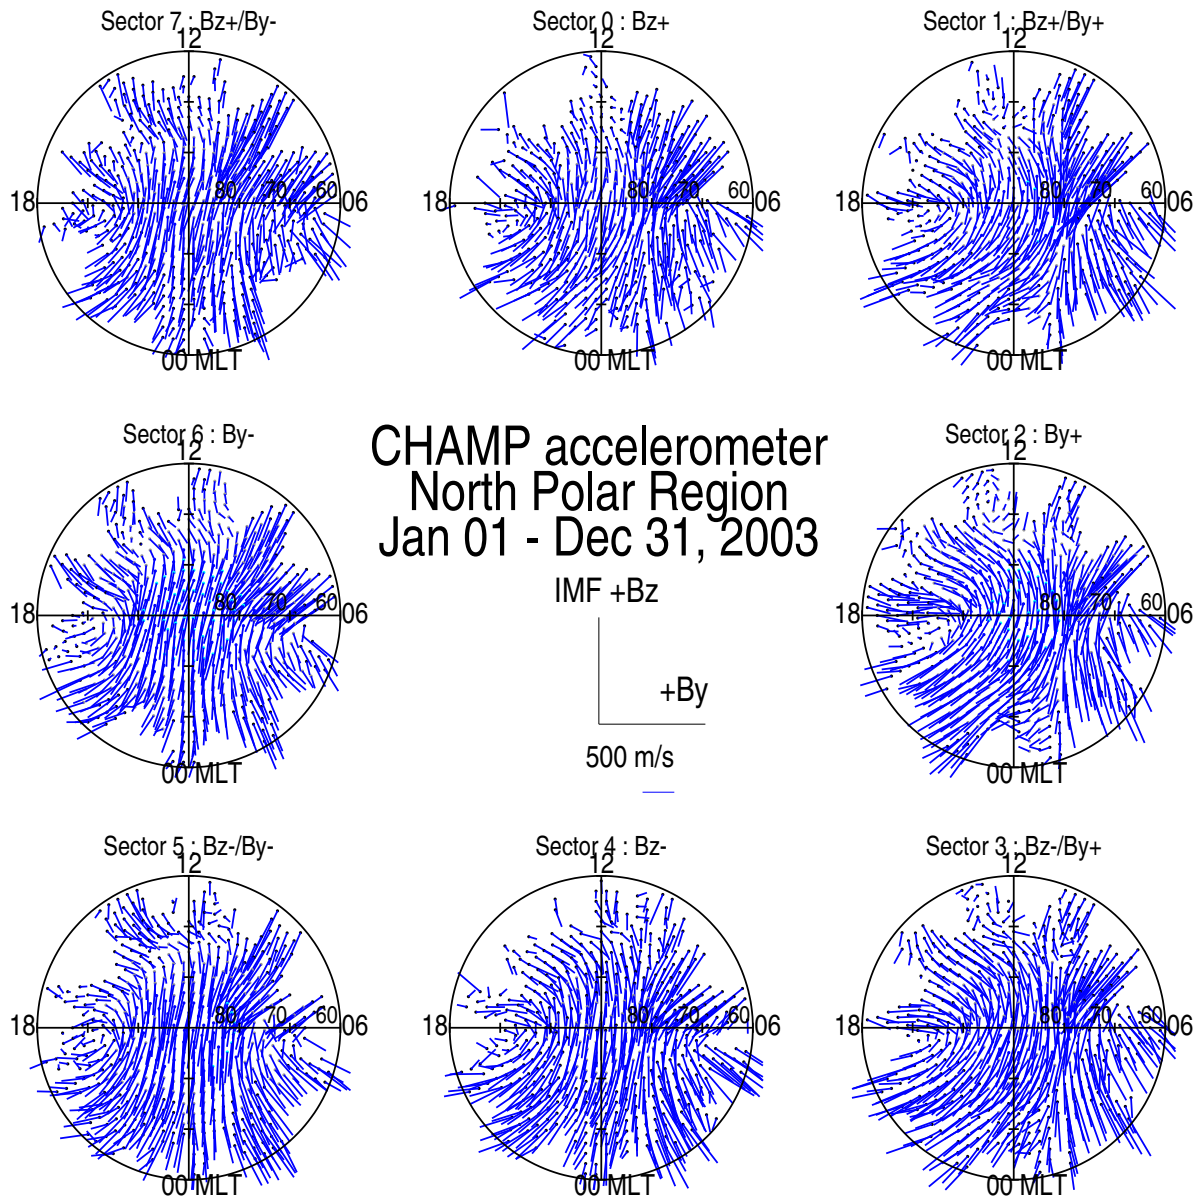 Sector 7 : Bz+/By-
12
18
80
70
60
06
00 MLT
Sector 0 : Bz+
12
18
80
70
60
06
00 MLT
Sector 1 : Bz+/By+
12
18
80
70
60
06
00 MLT
Sector 6 : By-
12
18
80
70
60
06
00 MLT
CHAMP accelerometer
North Polar Region
Jan 01 - Dec 31, 2003
IMF +Bz
+By
500 m/s
Sector 2 : By+
12
18
80
70
60
06
00 MLT
Sector 5 : Bz-/By-
12
18
80
70
60
06
00 MLT
Sector 4 : Bz-
12
18
80
70
60
06
00 MLT
Sector 3 : Bz-/By+
12
18
80
70
60
06
00 MLT